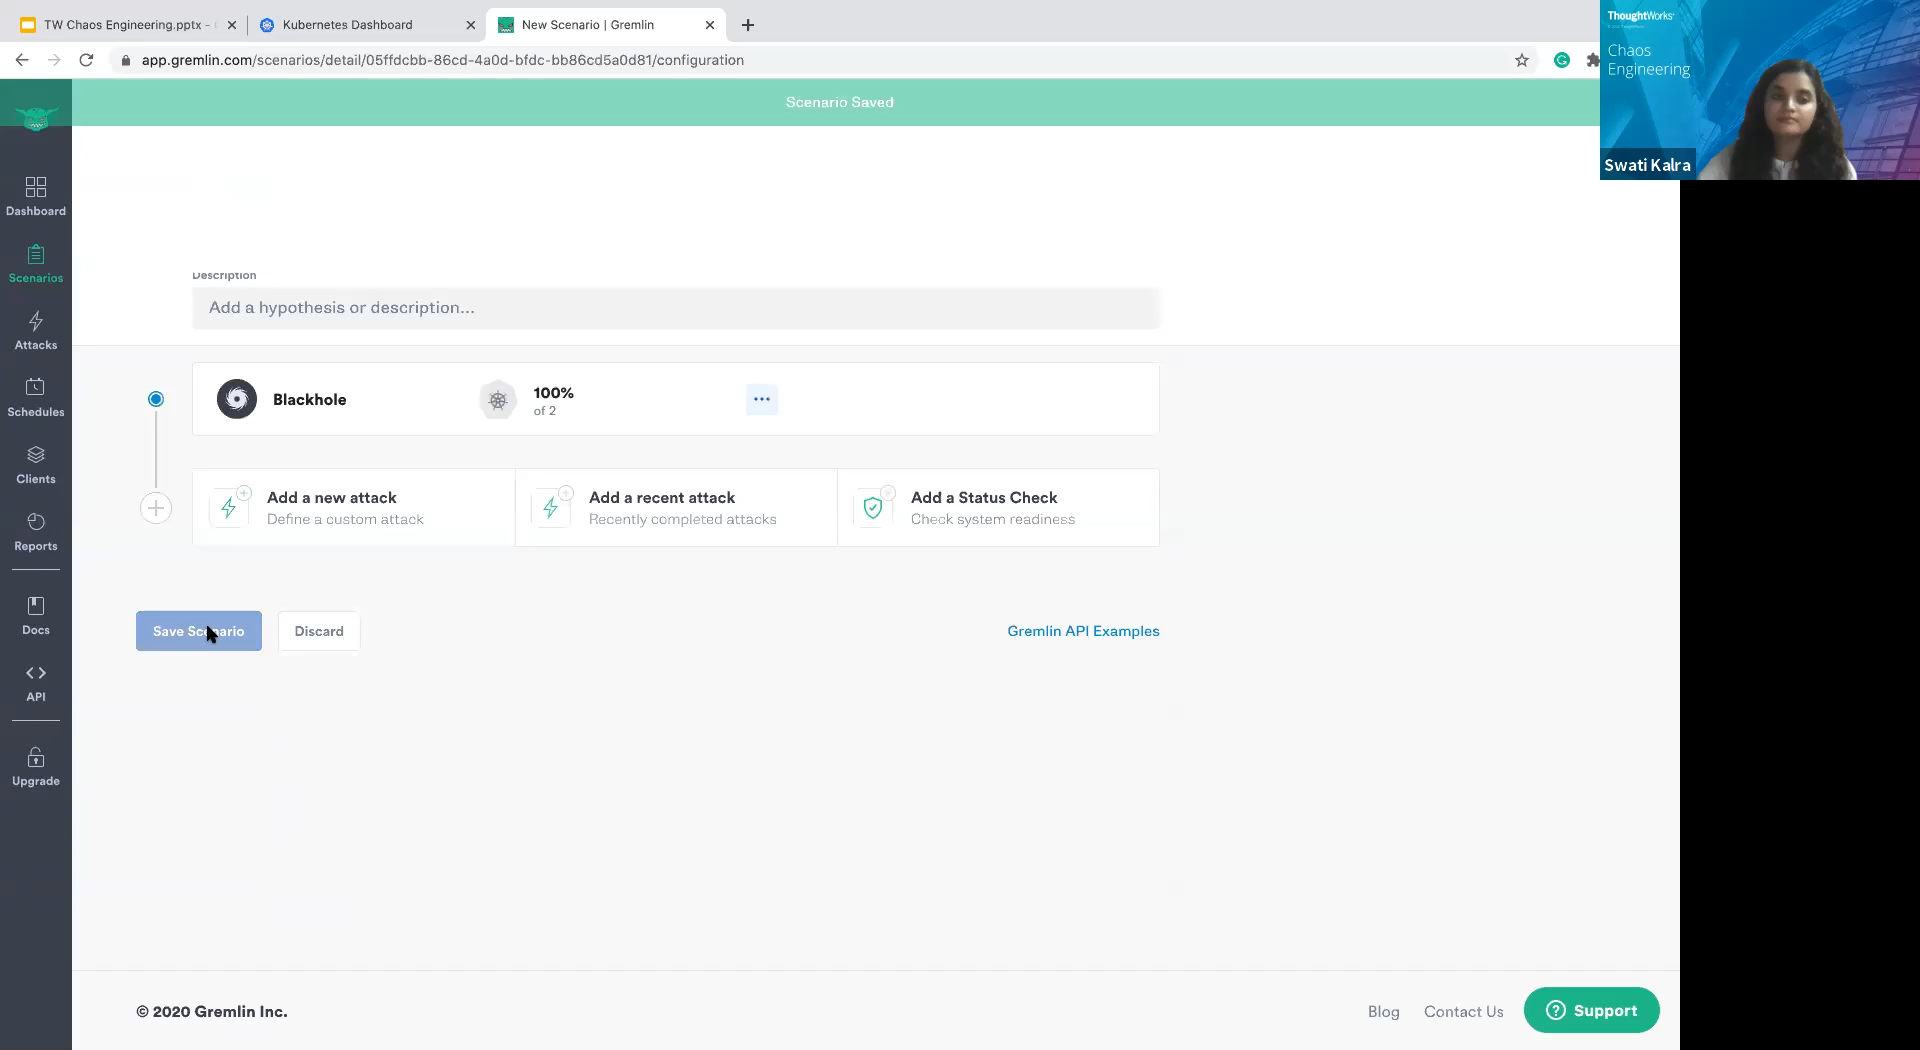 TW Chaos Engineering.pptx -
Kubernetes Dashboard
New Scenario | Gremlin
app.gremlin.com/scenarios/detail/05ffdcbb-86cd-4a0d-bfdc-bb86cd5a0d81/configuration
ThoughtWorks
Chaos
Engineering
Swati Kalra
Scenario Saved
Dashboard
Scenarios
Attacks
Schedules
Clients
Reports
Docs
API
Upgrade
Description
Add a hypothesis or description...
Blackhole
100%
of 2
Add a new attack
Define a custom attack
Add a recent attack
Recently completed attacks
Add a Status Check
Check system readiness
Save Scenario
Discard
Gremlin API Examples
© 2020 Gremlin Inc.
Blog
Contact Us
Support